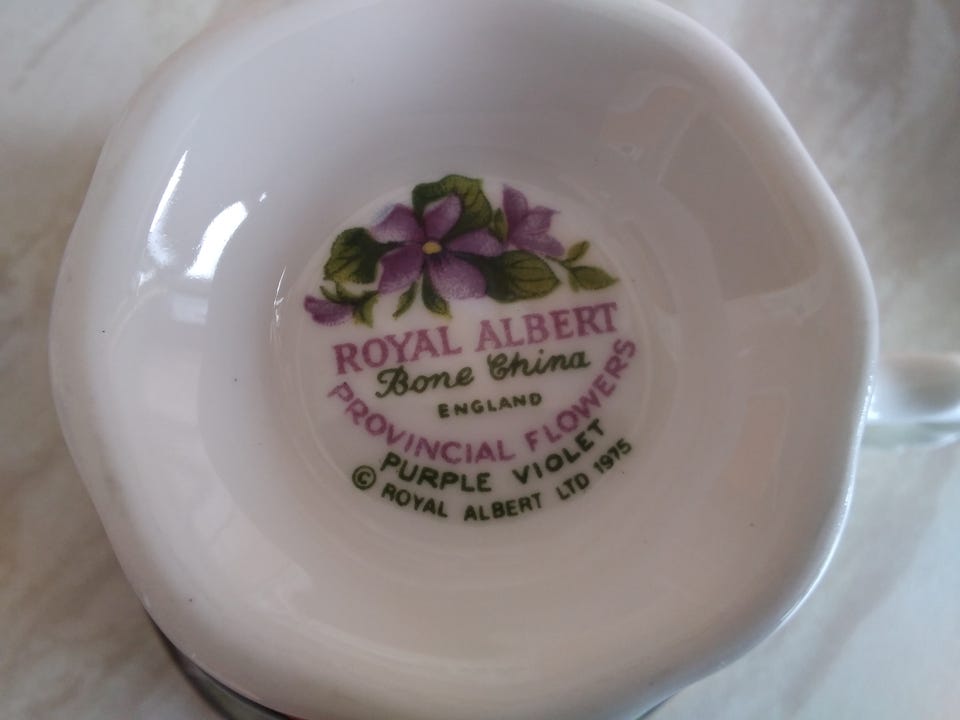 ROYAL ALBERT
Bone China
ENGLAND
PROVINCIAL FLOWERS
PURPLE VIOLET
© ROYAL ALBERT LTD 1975